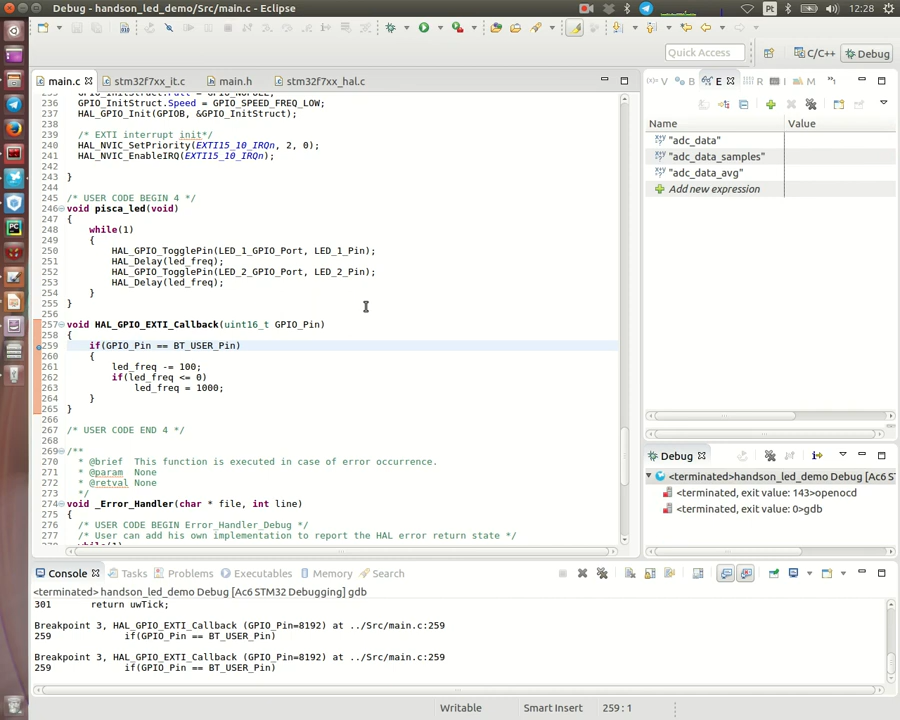 Debug - handson_led_demo/Src/main.c - Eclipse
Pt
12:28
Quick Access
C/C++
Debug
main.c
stm32f7xx_it.c
main.h
stm32f7xx_hal.c
236 GPIO_InitStruct.Speed = GPIO_SPEED_FREQ_LOW;
237 HAL_GPIO_Init(GPIOB, &GPIO_InitStruct);
238
239 /* EXTI interrupt init*/
240 HAL_NVIC_SetPriority(EXTI15_10_IRQn, 2, 0);
241 HAL_NVIC_EnableIRQ(EXTI15_10_IRQn);
242
243 }
244
245 /* USER CODE BEGIN 4 */
246 void pisca_led(void)
247 {
248 while(1)
249 {
250 HAL_GPIO_TogglePin(LED_1_GPIO_Port, LED_1_Pin);
251 HAL_Delay(led_freq);
252 HAL_GPIO_TogglePin(LED_2_GPIO_Port, LED_2_Pin);
253 HAL_Delay(led_freq);
254 }
255 }
256
257 void HAL_GPIO_EXTI_Callback(uint16_t GPIO_Pin)
258 {
259 if(GPIO_Pin == BT_USER_Pin)
260 {
261 led_freq -= 100;
262 if(led_freq <= 0)
263 led_freq = 1000;
264 }
265 }
266
267 /* USER CODE END 4 */
268
269 /**
270 * @brief This function is executed in case of error occurrence.
271 * @param None
272 * @retval None
273 */
274 void _Error_Handler(char * file, int line)
275 {
276 /* USER CODE BEGIN Error_Handler_Debug */
277 /* User can add his own implementation to report the HAL error return state */
278 while(1)
V
B
E
R
I
M
Name Value
"adc_data"
"adc_data_samples"
"adc_data_avg"
Add new expression
Debug
<terminated>handson_led_demo Debug [Ac6 ST
<terminated, exit value: 143>openocd
<terminated, exit value: 0>gdb
Console
Tasks
Problems
Executables
Memory
Search
<terminated> handson_led_demo Debug [Ac6 STM32 Debugging] gdb
301 return uwTick;
Breakpoint 3, HAL_GPIO_EXTI_Callback (GPIO_Pin=8192) at ../Src/main.c:259
259 if(GPIO_Pin == BT_USER_Pin)
Breakpoint 3, HAL_GPIO_EXTI_Callback (GPIO_Pin=8192) at ../Src/main.c:259
259 if(GPIO_Pin == BT_USER_Pin)
Writable
Smart Insert
259 : 1